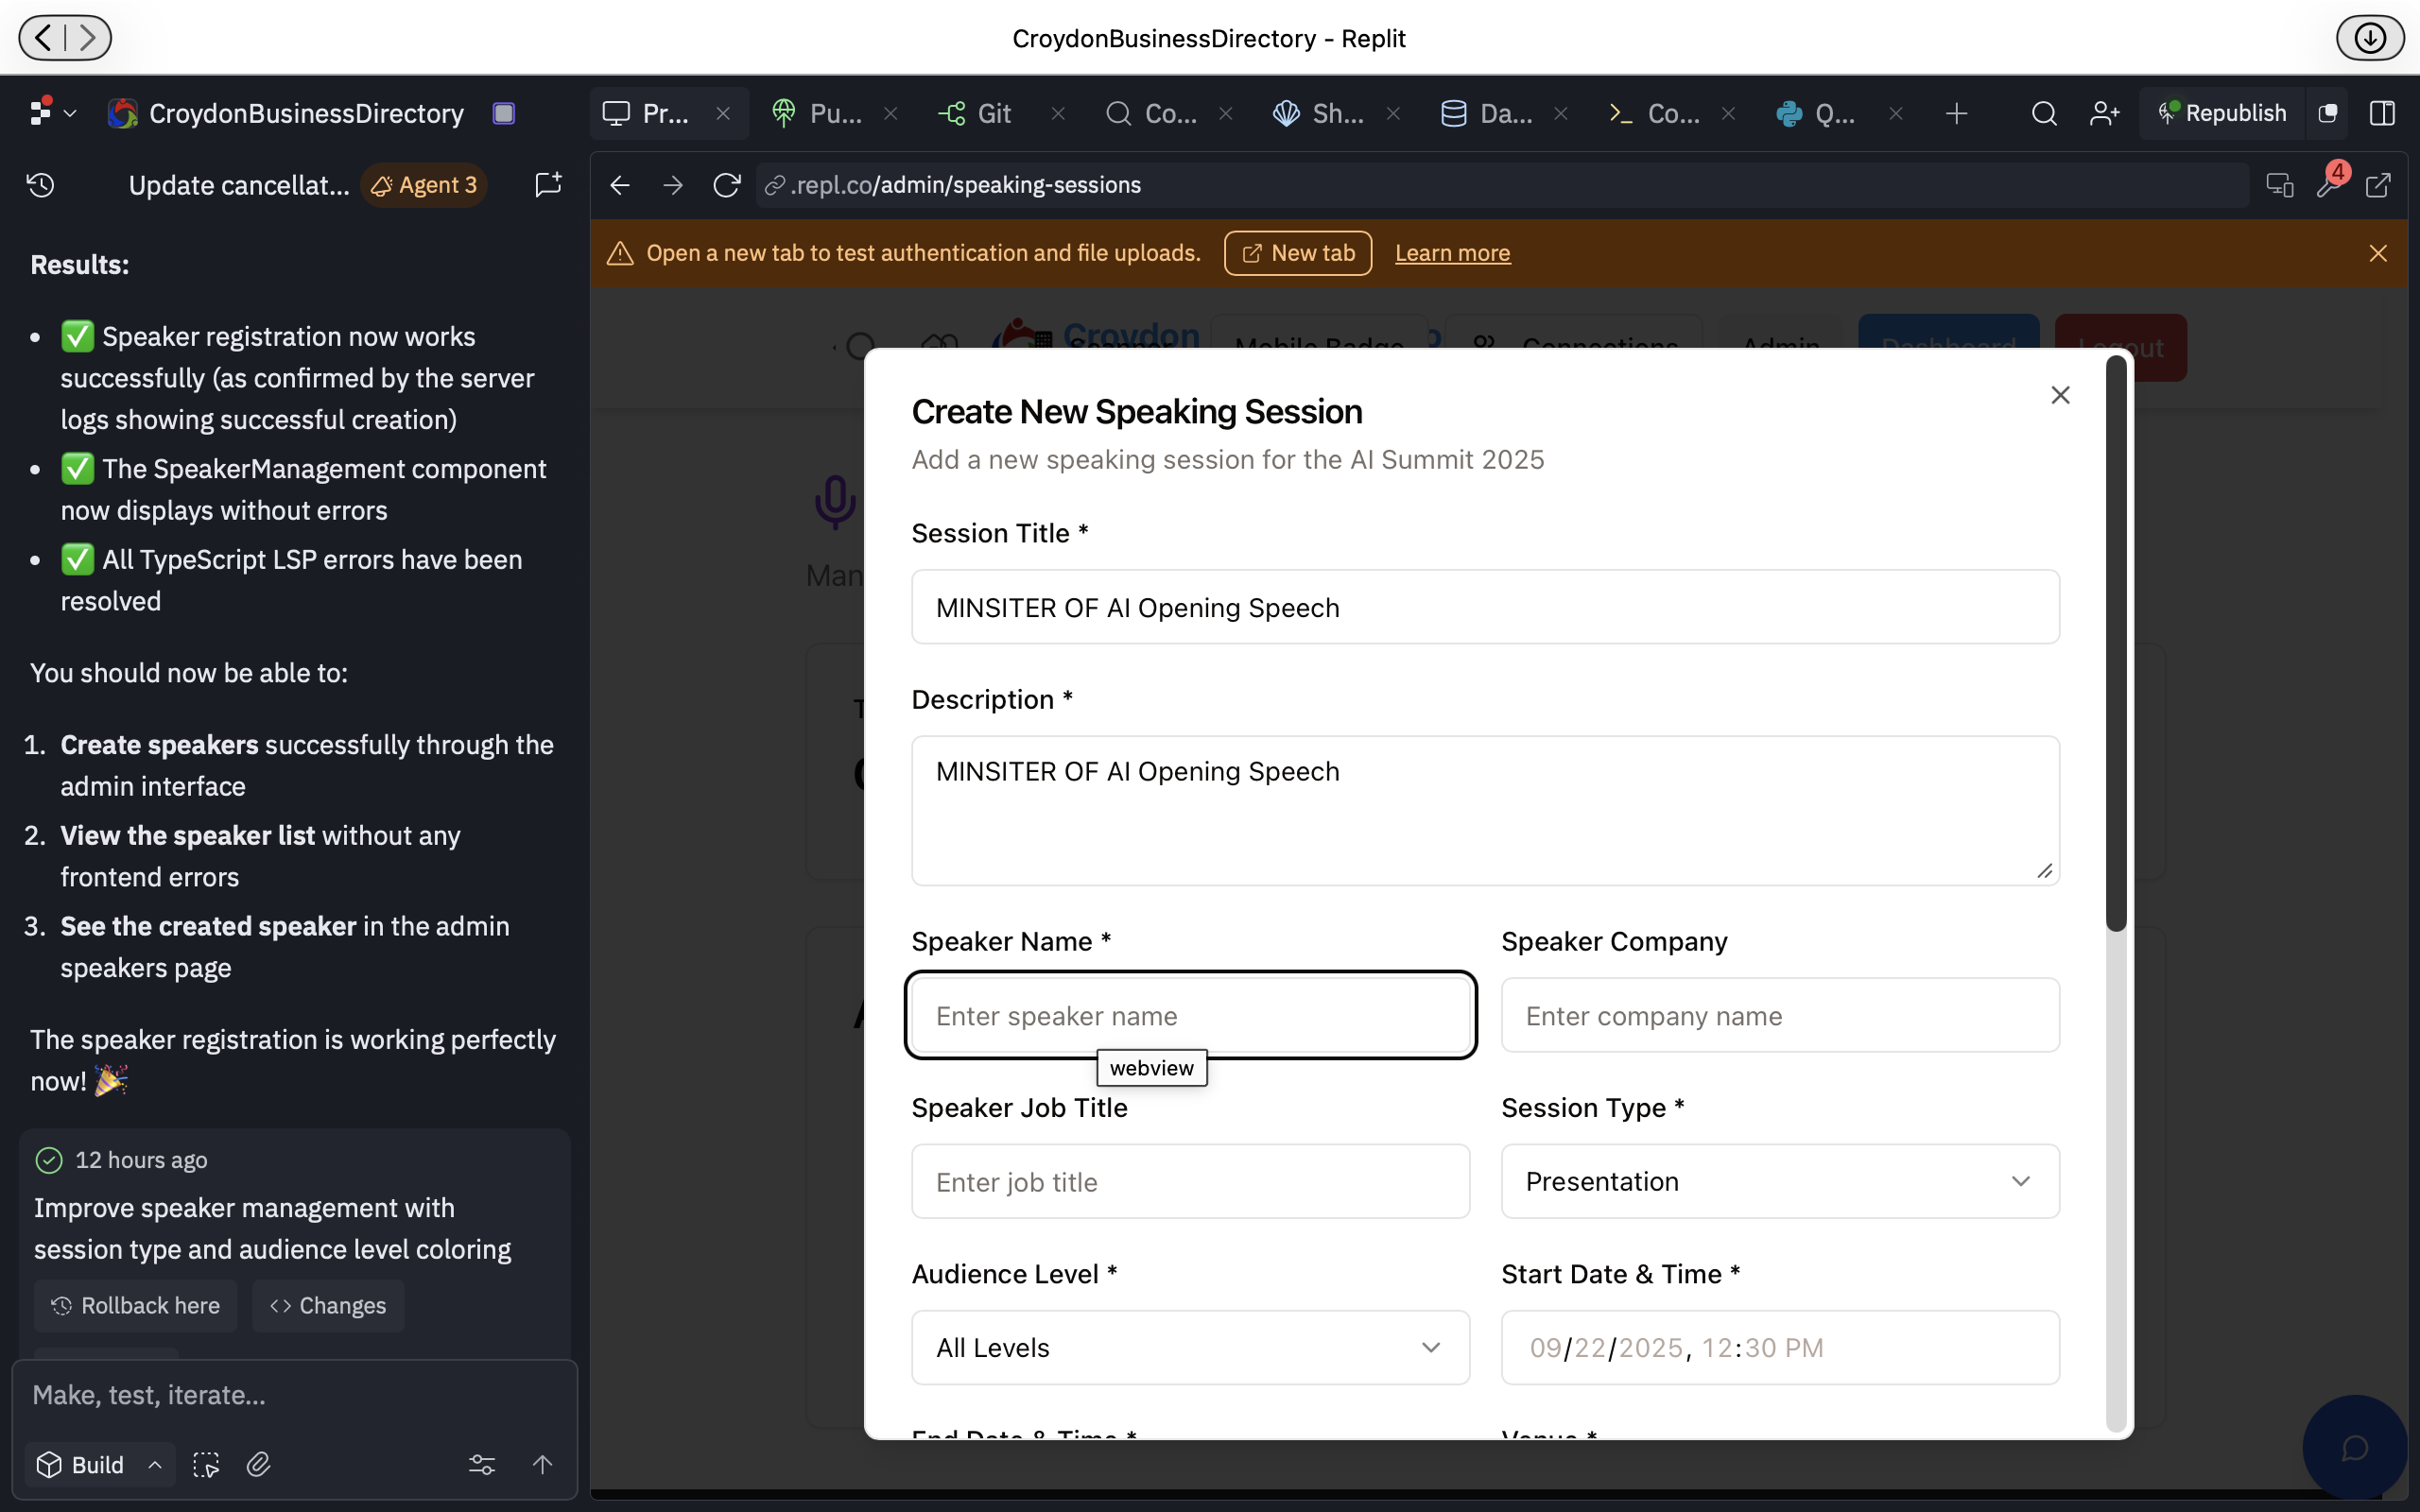 CroydonBusinessDirectory - Replit
CroydonBusinessDirectory
Pr...
Pu...
Git
Co...
Sh...
Da...
Co...
Q...
Republish
Update cancellat...
Agent 3
.repl.co/admin/speaking-sessions
4
Open a new tab to test authentication and file uploads.
New tab
Learn more
Results:
✅ Speaker registration now works
successfully (as confirmed by the server
logs showing successful creation)
✅ The SpeakerManagement component
now displays without errors
✅ All TypeScript LSP errors have been
resolved
You should now be able to:
1. Create speakers successfully through the
admin interface
2. View the speaker list without any
frontend errors
3. See the created speaker in the admin
speakers page
The speaker registration is working perfectly
now! 🎉
12 hours ago
Improve speaker management with
session type and audience level coloring
Rollback here
Changes
Make, test, iterate...
Build
Croydon
Scanner
Mobile Badge
Connections
Admin
Dashboard
Logout
Man
Create New Speaking Session
Add a new speaking session for the AI Summit 2025
Session Title *
MINSITER OF AI Opening Speech
Description *
MINSITER OF AI Opening Speech
Speaker Name *
Speaker Company
Enter speaker name
Enter company name
webview
Speaker Job Title
Session Type *
Enter job title
Presentation
Audience Level *
Start Date & Time *
All Levels
09/22/2025, 12:30 PM
End Date & Time *
Venue *